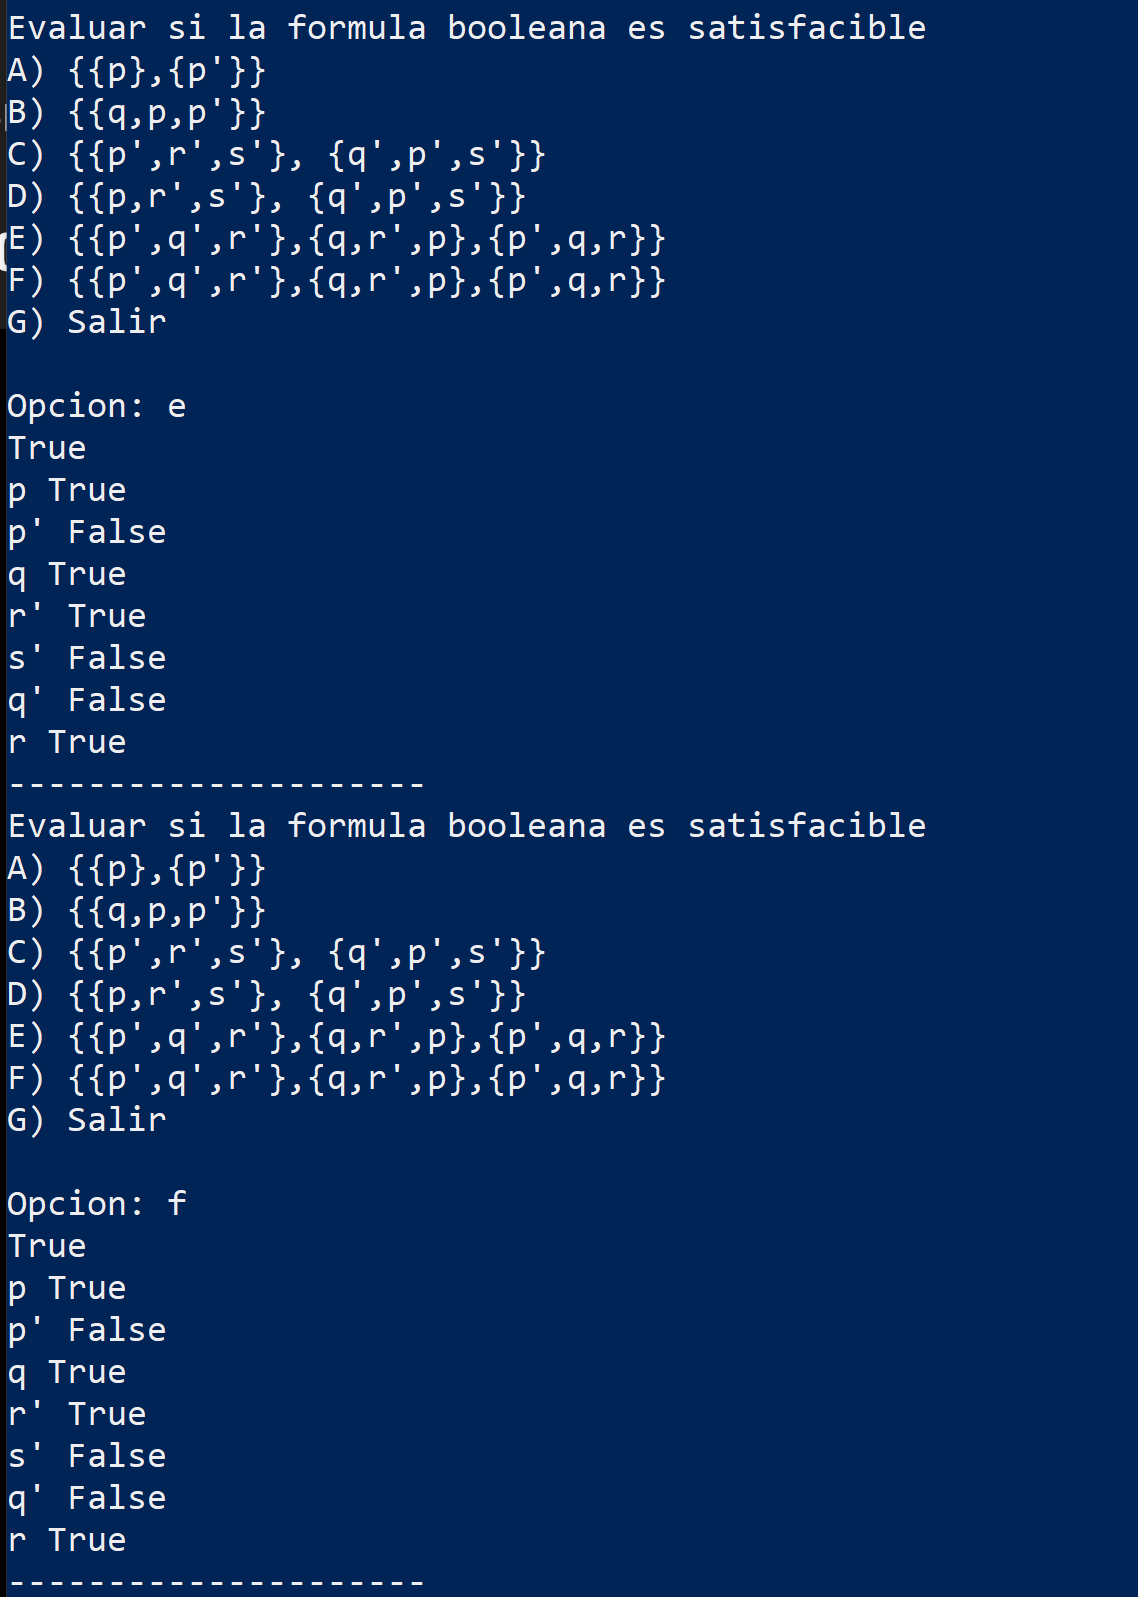 Evaluar si la formula booleana es satisfacible
A) {{p},{p'}}
B) {{q,p,p'}}
C) {{p',r',s'}, {q',p',s'}}
D) {{p,r',s'}, {q',p',s'}}
E) {{p',q',r'},{q,r',p},{p',q,r}}
F) {{p',q',r'},{q,r',p},{p',q,r}}
G) Salir
Opcion: e
True
p True
p' False
q True
r' True
s' False
q' False
r True
---------------------
Evaluar si la formula booleana es satisfacible
A) {{p},{p'}}
B) {{q,p,p'}}
C) {{p',r',s'}, {q',p',s'}}
D) {{p,r',s'}, {q',p',s'}}
E) {{p',q',r'},{q,r',p},{p',q,r}}
F) {{p',q',r'},{q,r',p},{p',q,r}}
G) Salir
Opcion: f
True
p True
p' False
q True
r' True
s' False
q' False
r True
---------------------